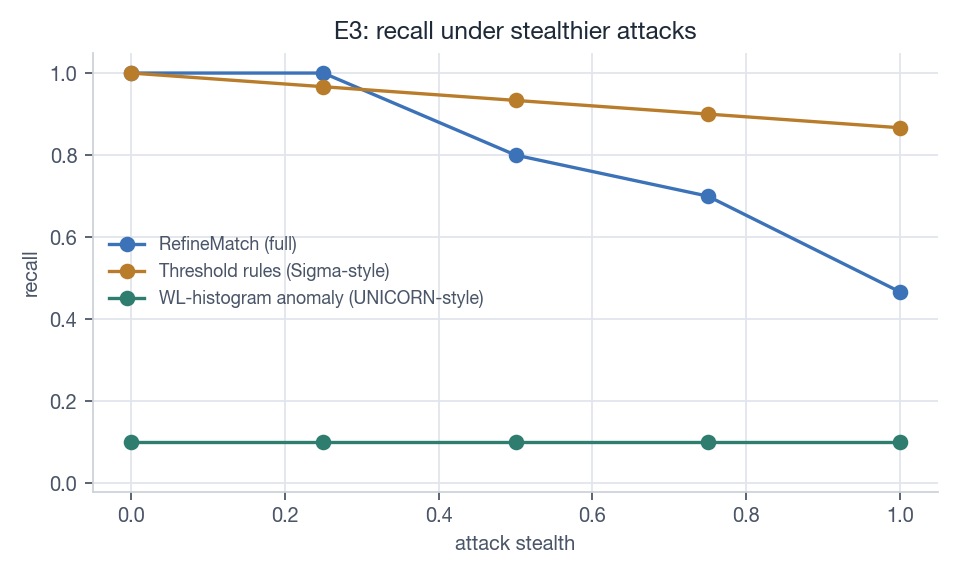 E3: recall under stealthier attacks
1.0
0.8
0.6
0.4
0.2
0.0
recall
RefineMatch (full)
Threshold rules (Sigma-style)
WL-histogram anomaly (UNICORN-style)
0.0 0.2 0.4 0.6 0.8 1.0
attack stealth